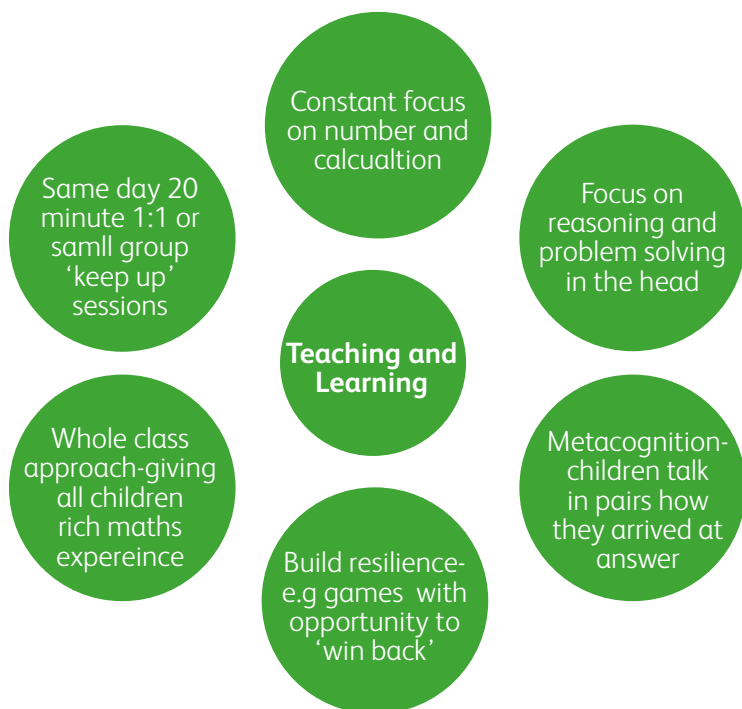 Constant focus
on number and
calcualtion
Same day 20
minute 1:1 or
samll group
‘keep up’
sessions
Focus on
reasoning and
problem solving
in the head
Teaching and
Learning
Whole class
approach-giving
all children
rich maths
expereince
Metacognition-
children talk
in pairs how
they arrived at
answer
Build resilience-
e.g games with
opportunity to
‘win back’